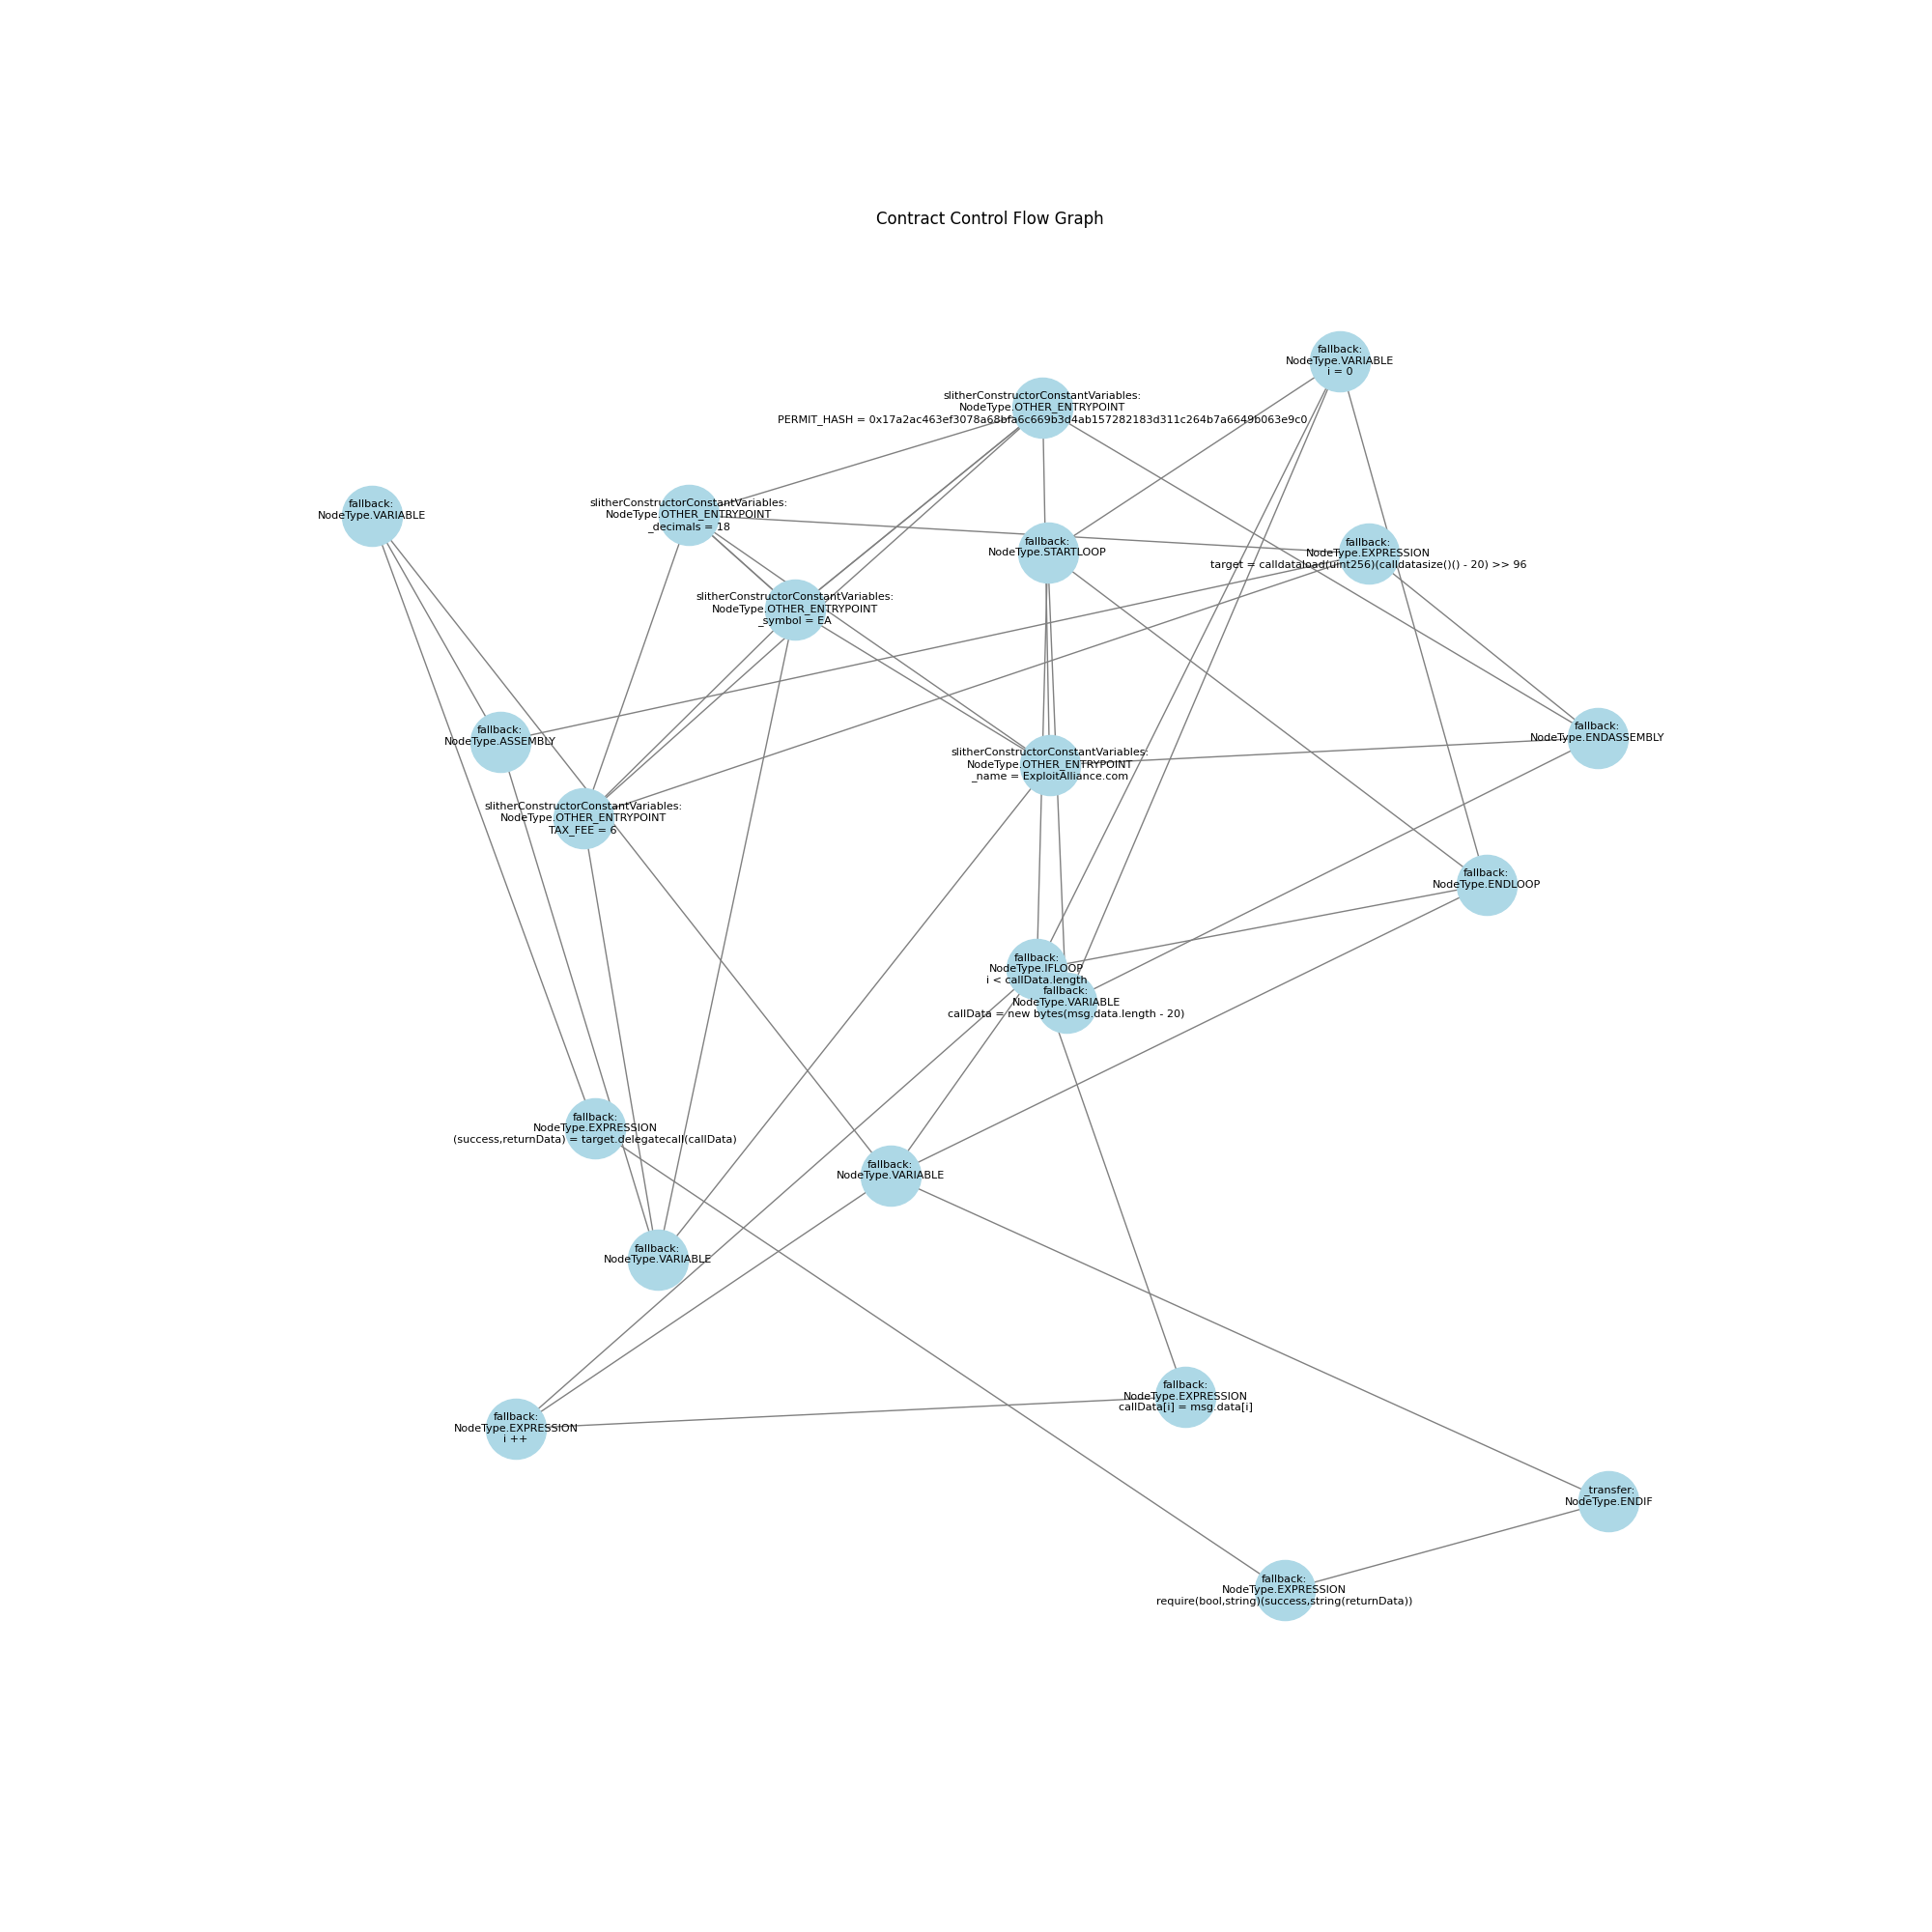 Contract Control Flow Graph
fallback:
NodeType.VARIABLE
i = 0
slitherConstructorConstantVariables:
NodeType.OTHER_ENTRYPOINT
PERMIT_HASH = 0x17a2ac463ef3078a68bfa6c669b3d4ab157282183d311c264b7a6649b063e9c0
fallback:
NodeType.VARIABLE
slitherConstructorConstantVariables:
NodeType.OTHER_ENTRYPOINT
_decimals = 18
fallback:
NodeType.STARTLOOP
fallback:
NodeType.EXPRESSION
target = calldataload(uint256)(calldatasize()() - 20) >> 96
slitherConstructorConstantVariables:
NodeType.OTHER_ENTRYPOINT
_symbol = EA
fallback:
NodeType.ASSEMBLY
fallback:
NodeType.ENDASSEMBLY
slitherConstructorConstantVariables:
NodeType.OTHER_ENTRYPOINT
_name = ExploitAlliance.com
slitherConstructorConstantVariables:
NodeType.OTHER_ENTRYPOINT
TAX_FEE = 6
fallback:
NodeType.ENDLOOP
fallback:
NodeType.IFLOOP
i < callData.length
fallback:
NodeType.VARIABLE
callData = new bytes(msg.data.length - 20)
fallback:
NodeType.EXPRESSION
(success,returnData) = target.delegatecall(callData)
fallback:
NodeType.VARIABLE
fallback:
NodeType.VARIABLE
fallback:
NodeType.EXPRESSION
callData[i] = msg.data[i]
fallback:
NodeType.EXPRESSION
i ++
_transfer:
NodeType.ENDIF
fallback:
NodeType.EXPRESSION
require(bool,string)(success,string(returnData))